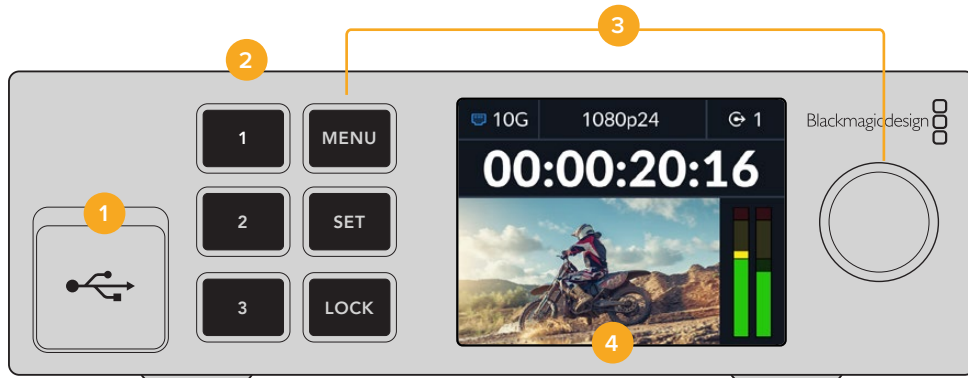 3
2
1 MENU
10G 1080p24 1
Blackmagicdesign
00:00:20:16
1
2 SET
3 LOCK
4